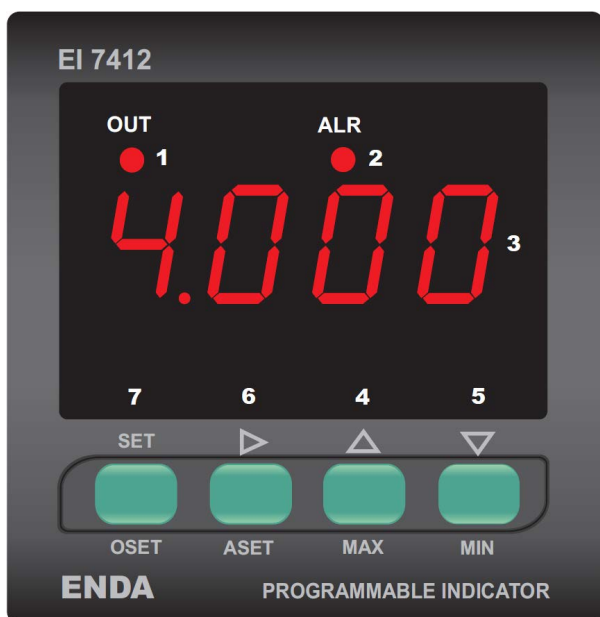 EI 7412
OUT ALR
1 2
4.000 3
7 6 4 5
SET
OSET ASET MAX MIN
ENDA PROGRAMMABLE INDICATOR